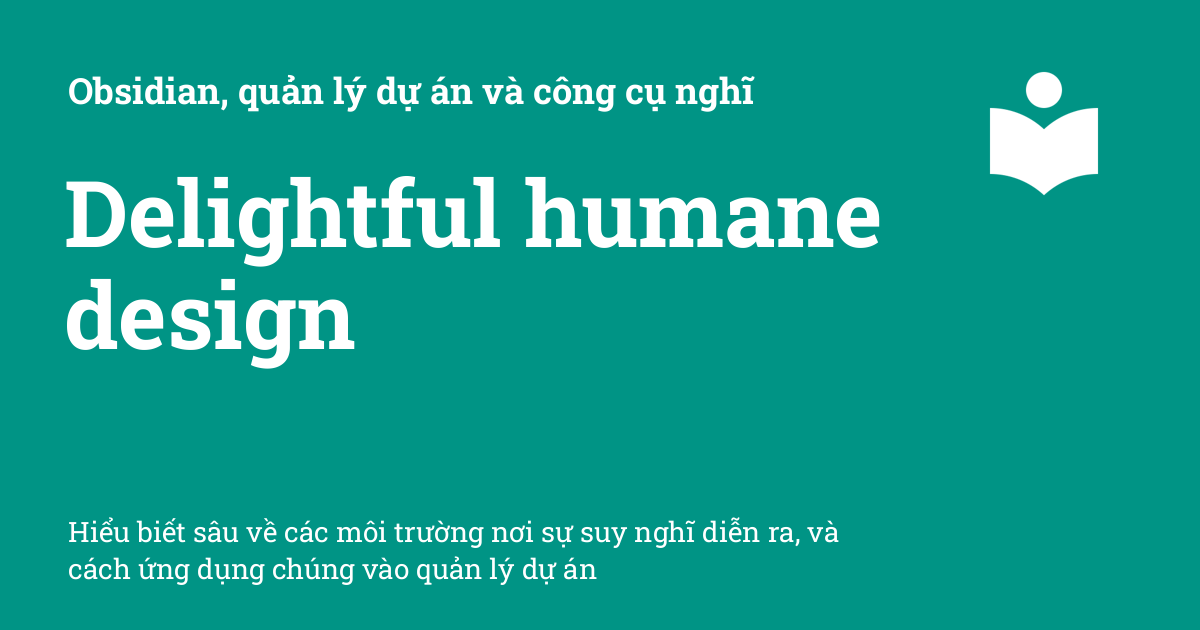 Obsidian, quản lý dự án và công cụ nghĩ
Delightful humane
design
Hiểu biết sâu về các môi trường nơi sự suy nghĩ diễn ra, và
cách ứng dụng chúng vào quản lý dự án